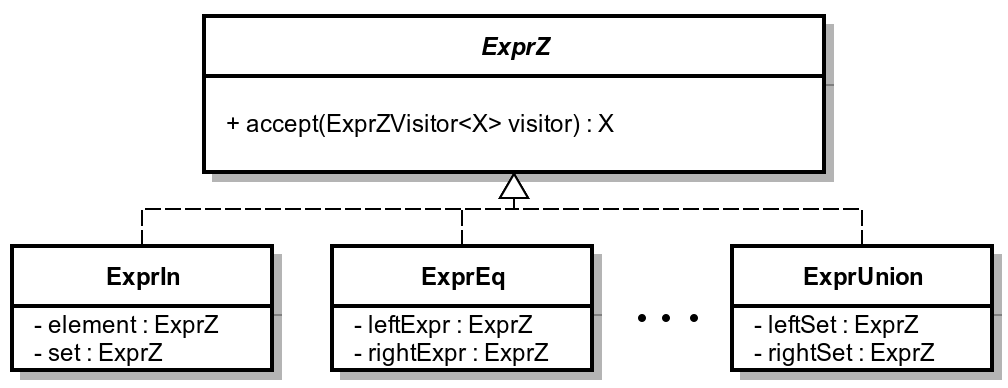 ExprZ
+ accept(ExprZVisitor<X> visitor) : X
ExprIn
- element : ExprZ
- set : ExprZ
ExprEq
- leftExpr : ExprZ
- rightExpr : ExprZ
• • •
ExprUnion
- leftSet : ExprZ
- rightSet : ExprZ